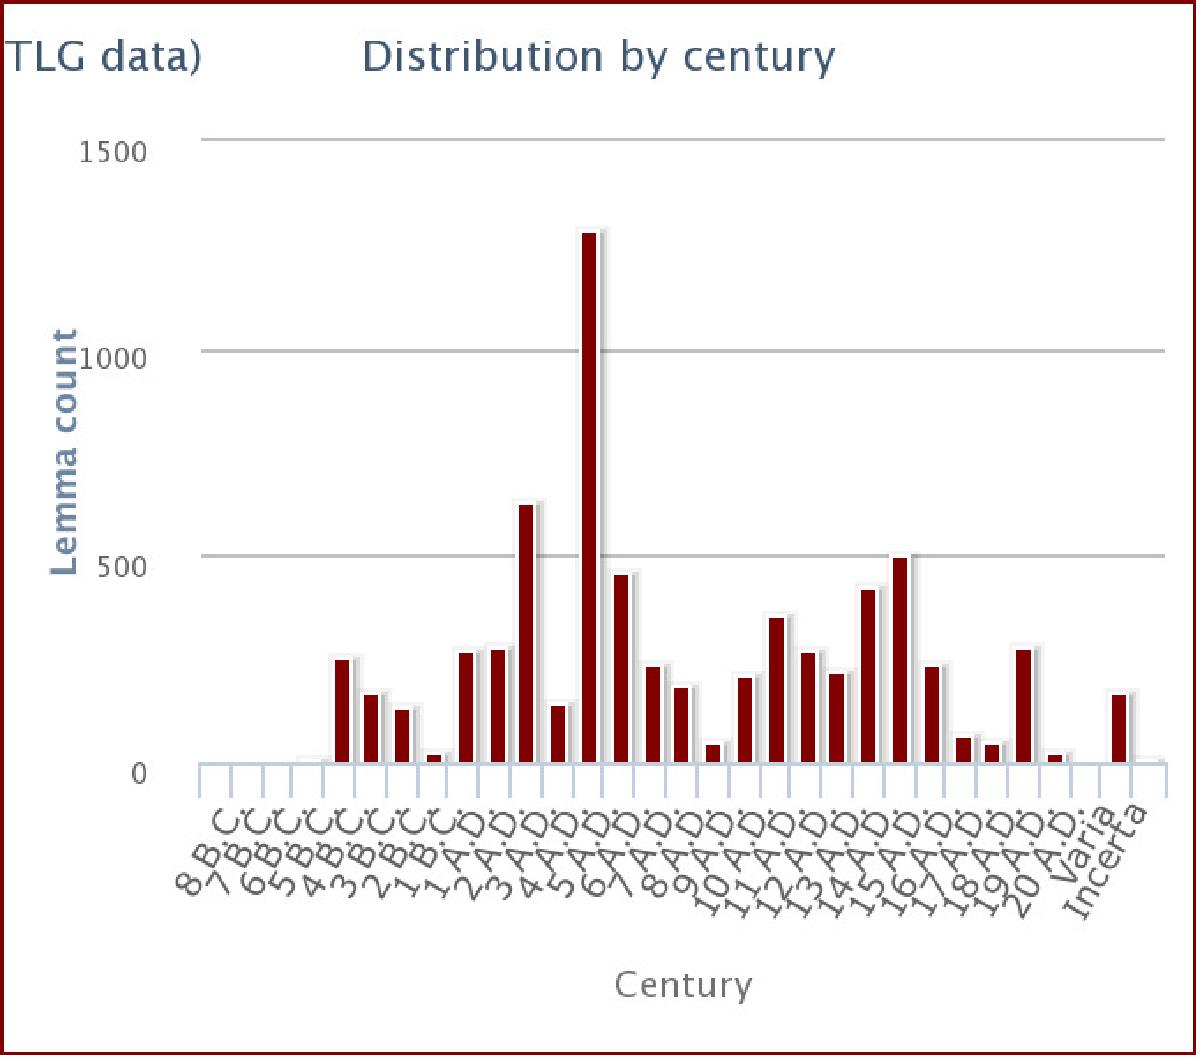 TLG data)
Distribution by century
1500
1000
500
0
Lemma count
8 B.C.
7 B.C.
6 B.C.
5 B.C.
4 B.C.
3 B.C.
2 B.C.
1 B.C.
1 A.D.
2 A.D.
3 A.D.
4 A.D.
5 A.D.
6 A.D.
7 A.D.
8 A.D.
9 A.D.
10 A.D.
11 A.D.
12 A.D.
13 A.D.
14 A.D.
15 A.D.
16 A.D.
17 A.D.
18 A.D.
19 A.D.
20 A.D.
Varia
Incerta
Century